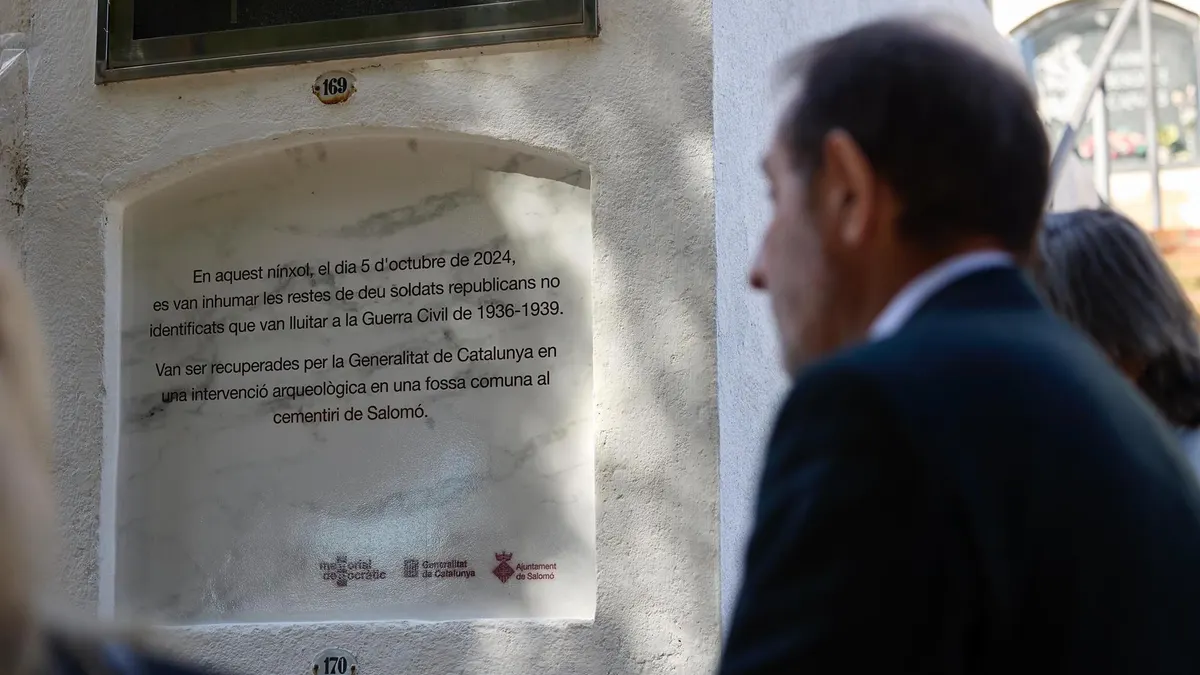 169
En aquest nínxol, el dia 5 d'octubre de 2024,
es van inhumar les restes de deu soldats republicans no
identificats que van lluitar a la Guerra Civil de 1936-1939.
Van ser recuperades per la Generalitat de Catalunya en
una intervenció arqueològica en una fossa comuna al
cementiri de Salomó.
memorial
democràtic
Generalitat
de Catalunya
Ajuntament
de Salomó
170